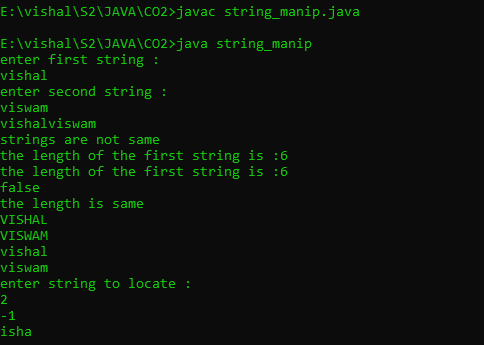 E:\vishal\S2\JAVA\CO2>javac string_manip.java
E:\vishal\S2\JAVA\CO2>java string_manip
enter first string :
vishal
enter second string :
viswam
vishalviswam
strings are not same
the length of the first string is :6
the length of the first string is :6
false
the length is same
VISHAL
VISWAM
vishal
viswam
enter string to locate :
2
-1
isha